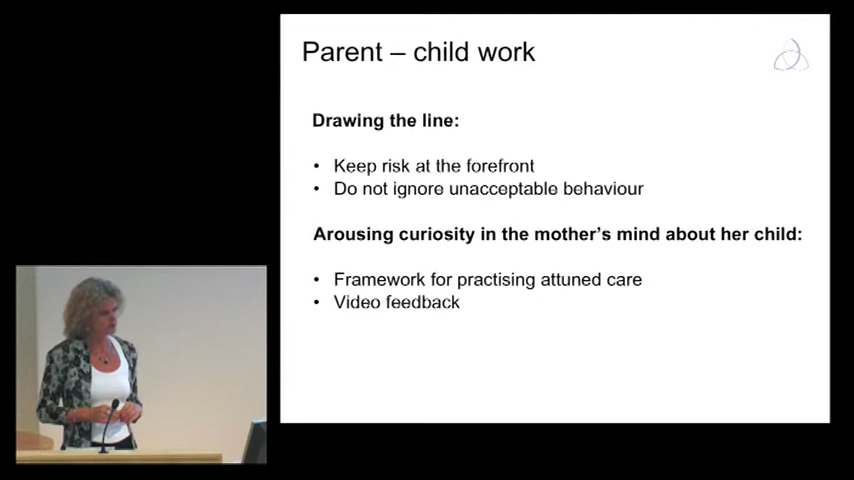 Parent – child work
Drawing the line:
• Keep risk at the forefront
• Do not ignore unacceptable behaviour
Arousing curiosity in the mother's mind about her child:
• Framework for practising attuned care
• Video feedback